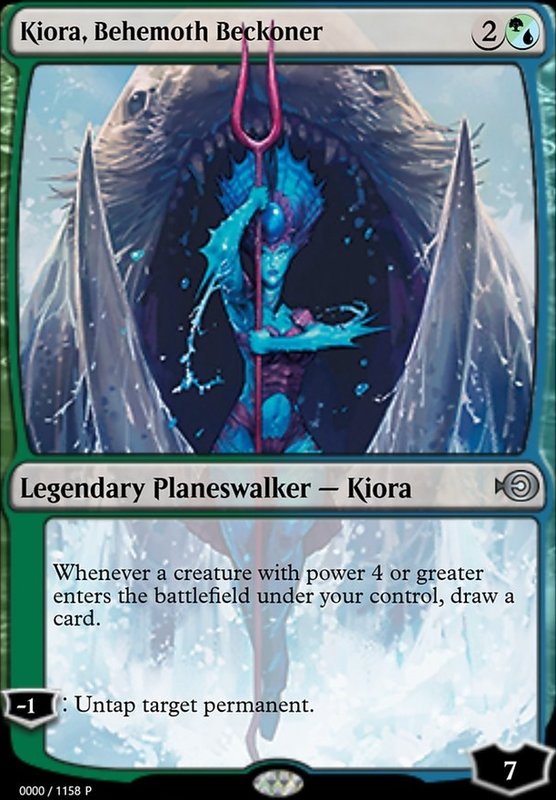 Kiora, Behemoth Beckoner 2
Legendary Planeswalker — Kiora
Whenever a creature with power 4 or greater
enters the battlefield under your control, draw a
card.
-1 : Untap target permanent.
7
0000 / 1158 P